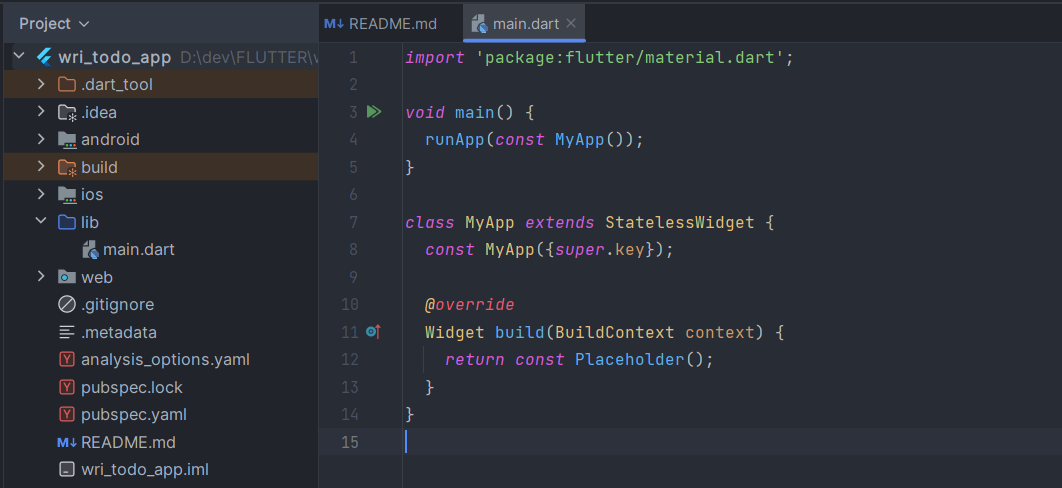 Project
README.md
main.dart
wri_todo_app D:\dev\FLUTTER\
.dart_tool
.idea
android
build
ios
lib
main.dart
web
.gitignore
.metadata
analysis_options.yaml
pubspec.lock
pubspec.yaml
M↓ README.md
wri_todo_app.iml
1 import 'package:flutter/material.dart';
2
3 void main() {
4 runApp(const MyApp());
5 }
6
7 class MyApp extends StatelessWidget {
8 const MyApp({super.key});
9
10 @override
11 Widget build(BuildContext context) {
12 return const Placeholder();
13 }
14 }
15